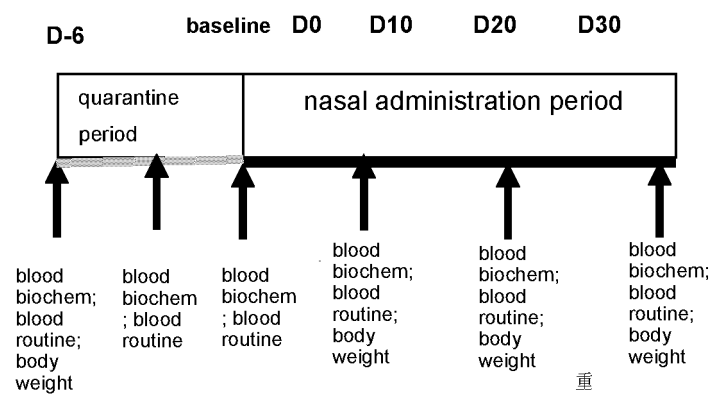 D-6 baseline D0 D10 D20 D30
quarantine
period
nasal administration period
blood
biochem;
blood
routine;
body
weight
blood
biochem
; blood
routine
blood
biochem
; blood
routine
blood
biochem;
blood
routine;
body
weight
blood
biochem;
blood
routine;
body
weight
重
blood
biochem;
blood
routine;
body
weight